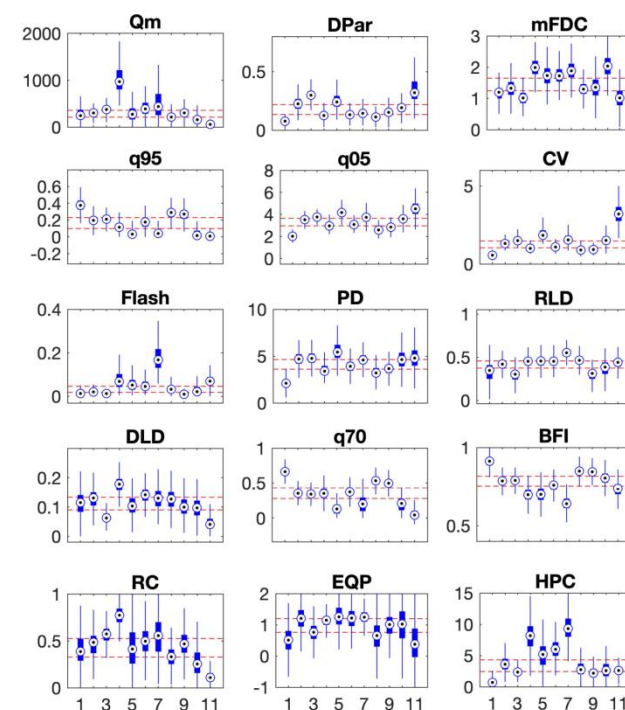 Qm DPar mFDC
2000 1000 0
0.5 0
3 2 1 0
q95 q05 CV
0.6 0.4 0.2 0 -0.2
8 6 4 2 0
5 0
Flash PD RLD
0.4 0.2 0
10 5 0
1 0.5 0
DLD q70 BFI
0.2 0.1 0
1 0.5 0
1 0.5
RC EQP HPC
1 0.5 0
2 1 0 -1
15 10 5 0
1 3 5 7 9 11 1 3 5 7 9 11 1 3 5 7 9 11